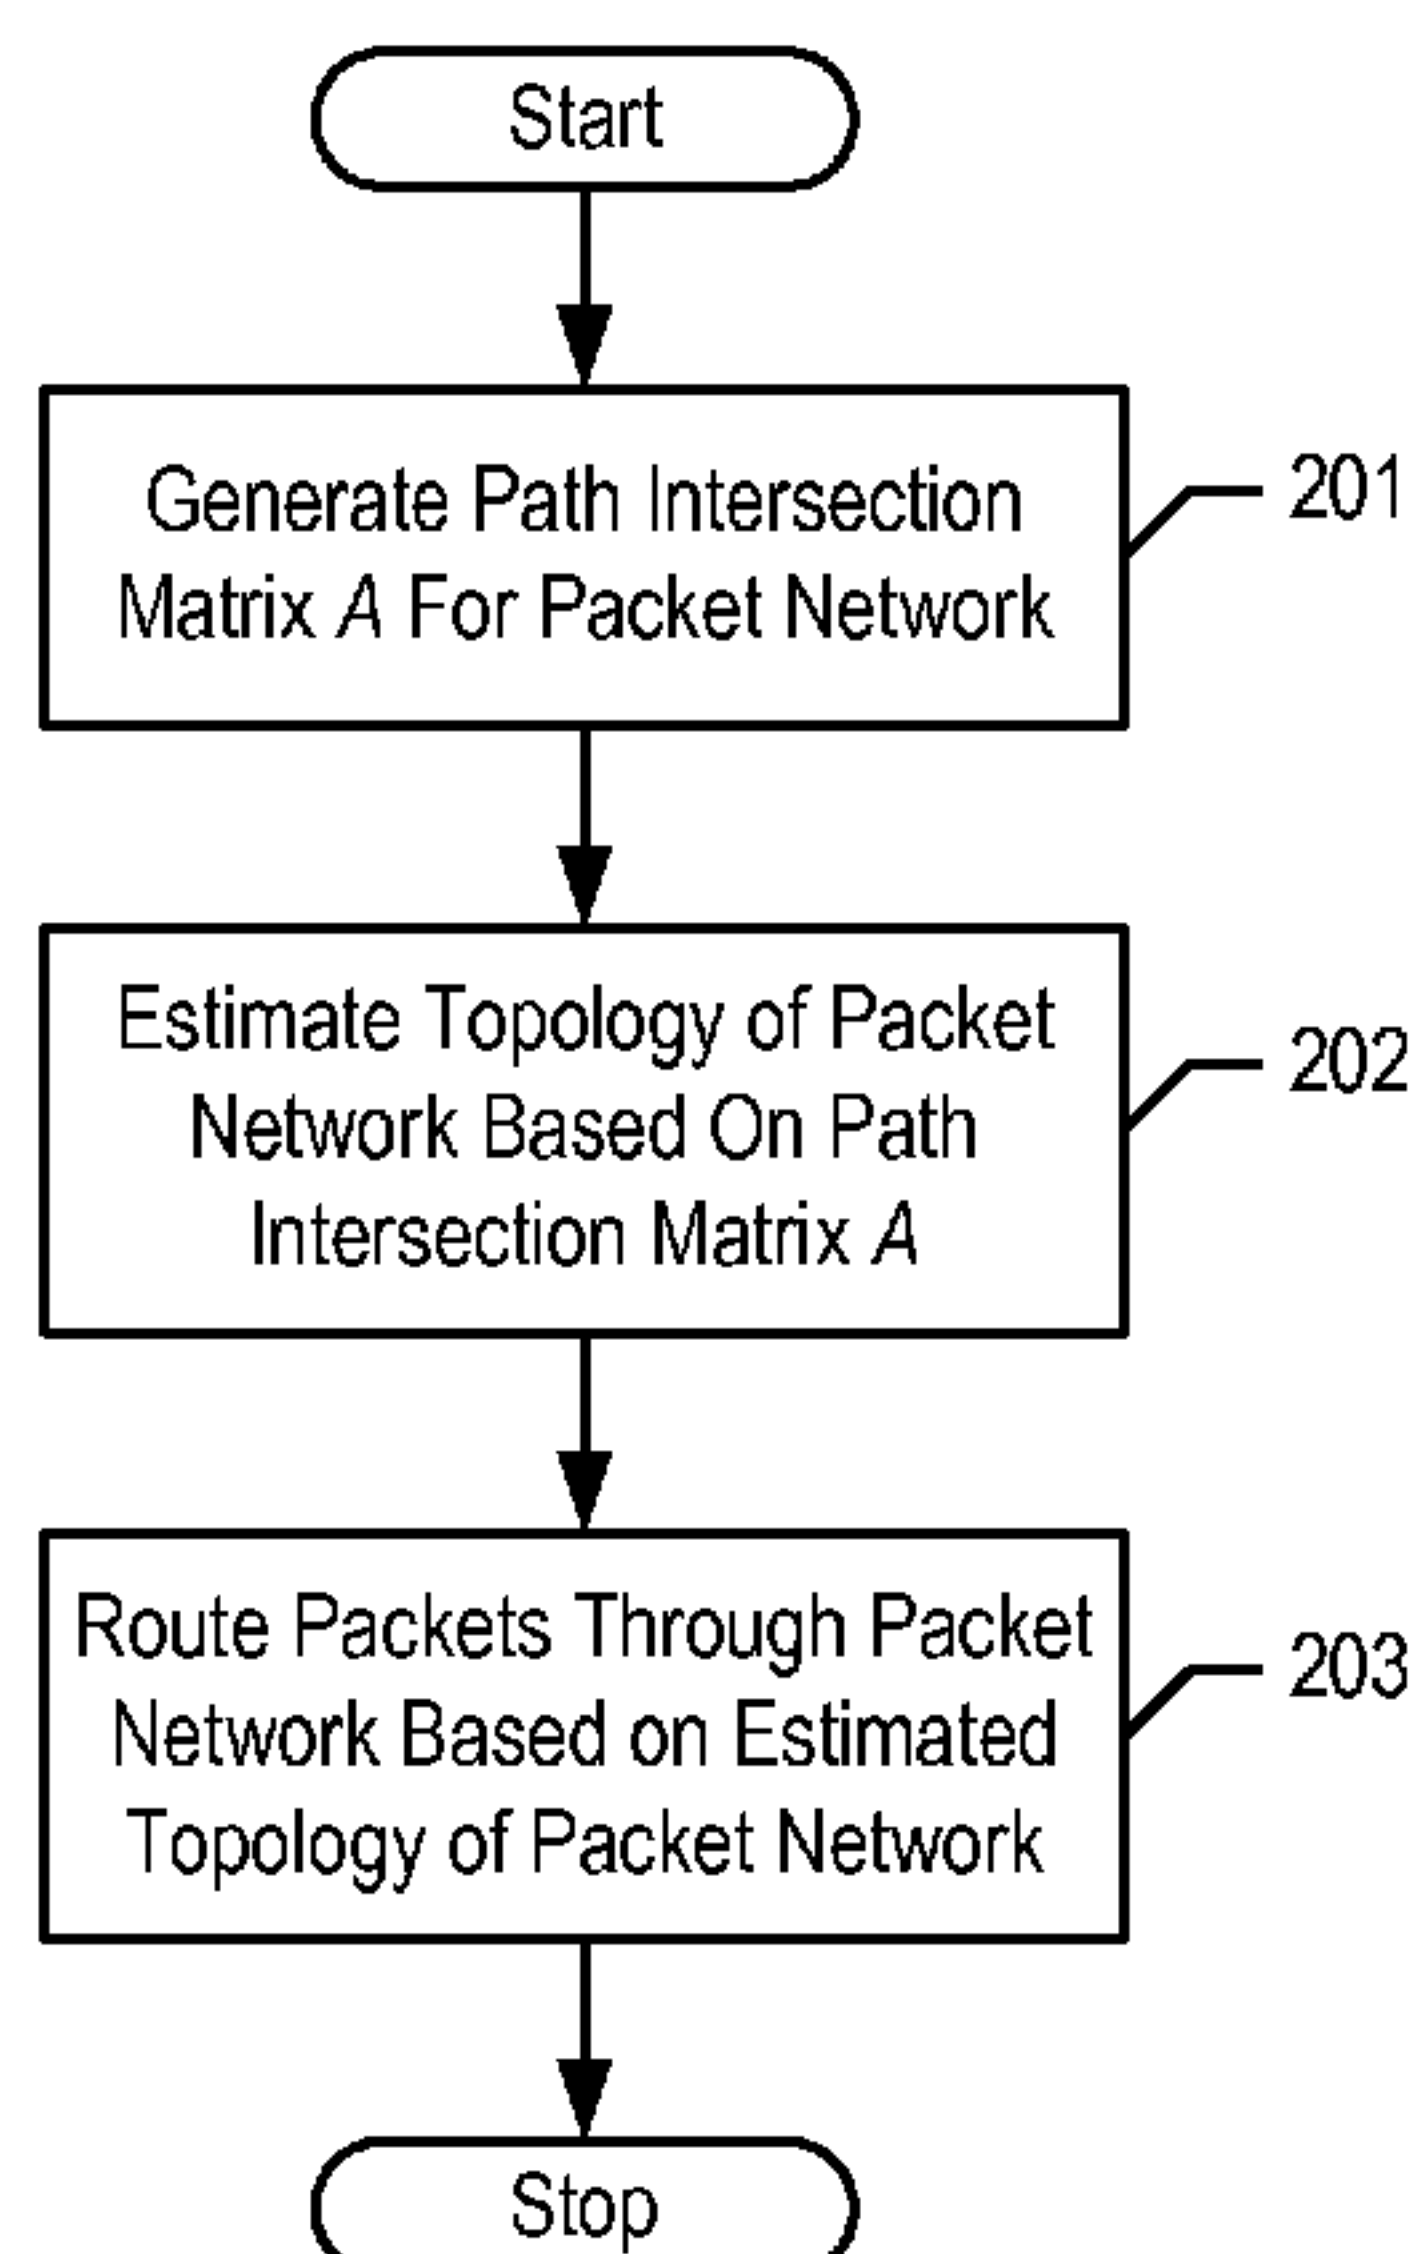 Start
Generate Path Intersection
Matrix A For Packet Network
201
Estimate Topology of Packet
Network Based On Path
Intersection Matrix A
202
Route Packets Through Packet
Network Based on Estimated
Topology of Packet Network
203
Stop